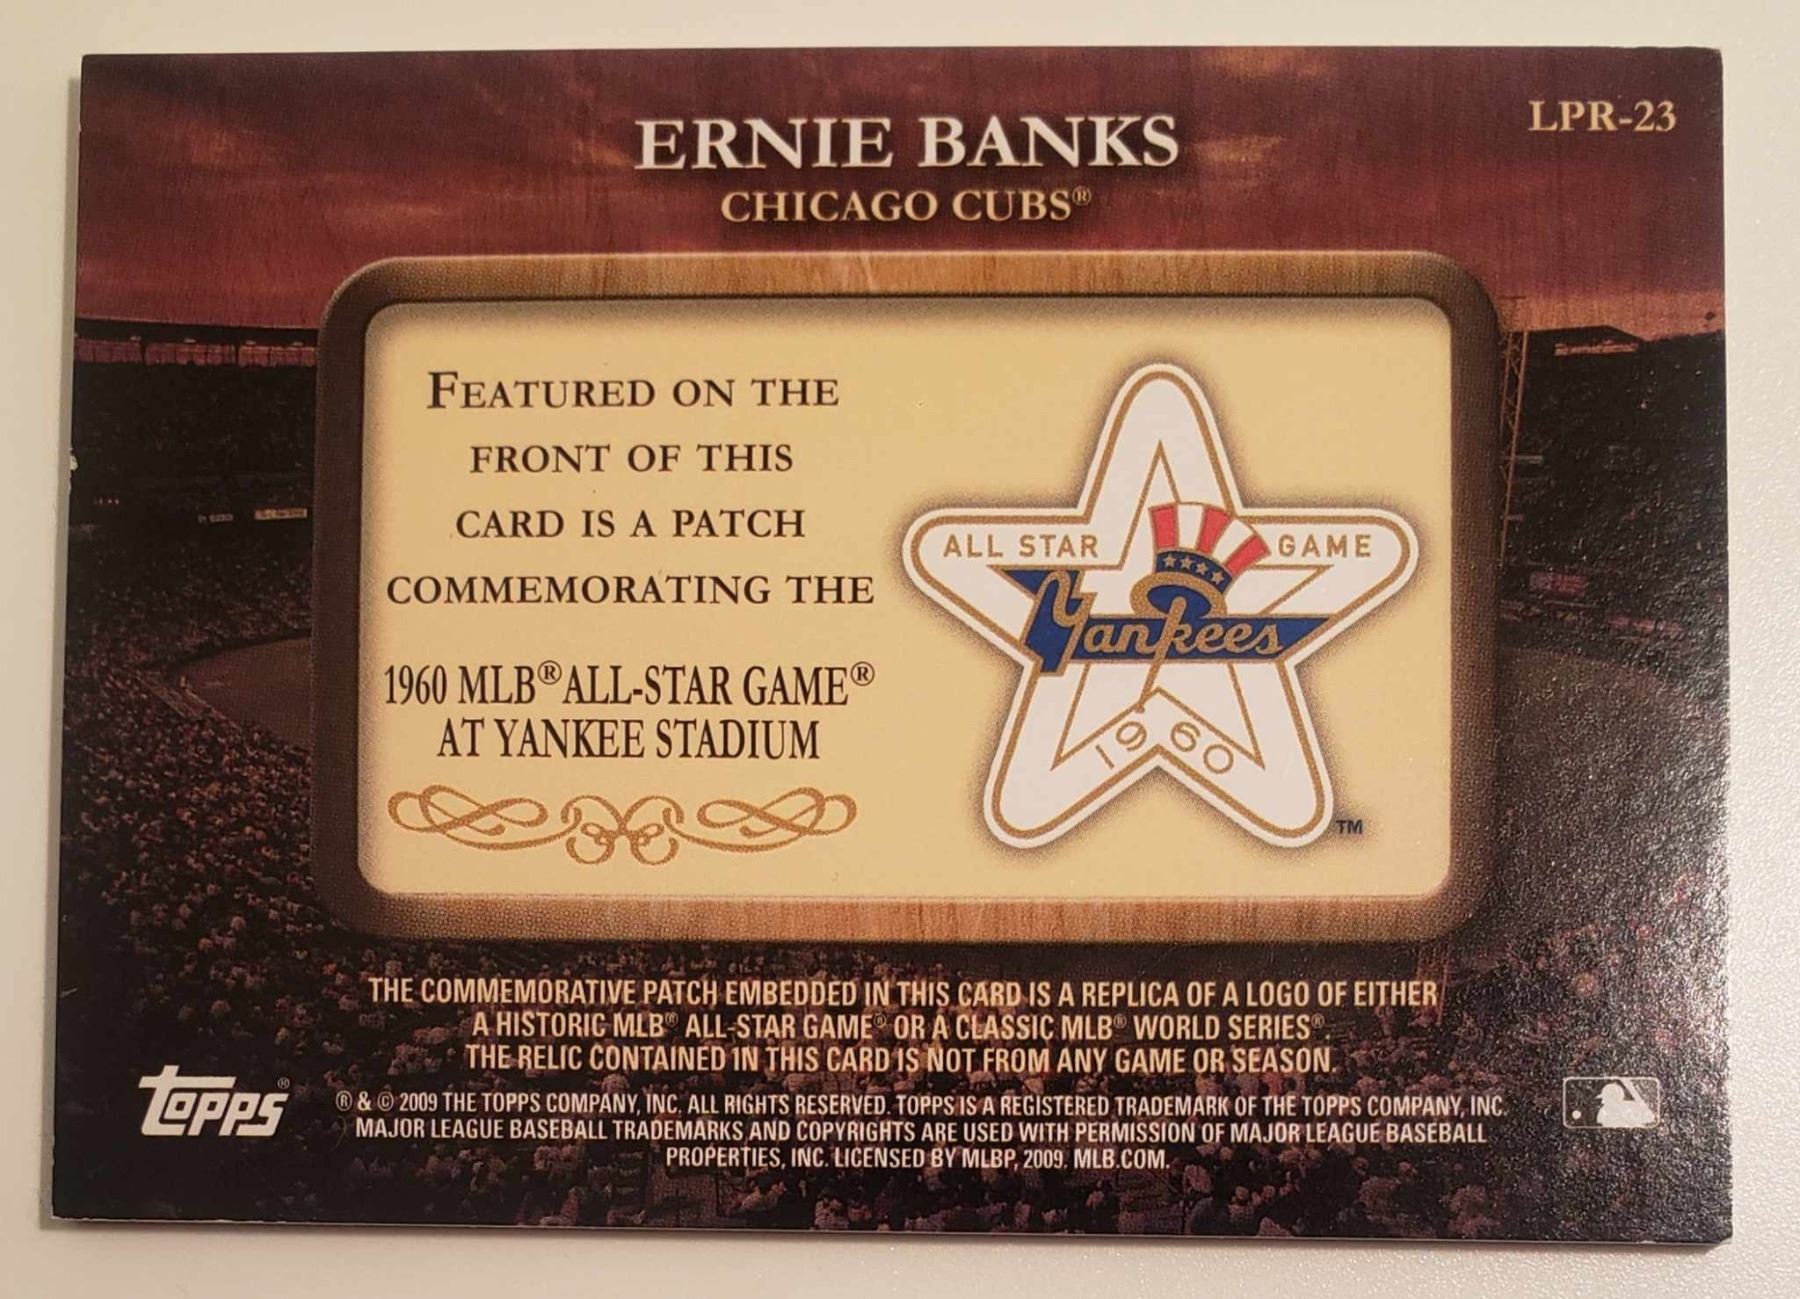 LPR-23
ERNIE BANKS
CHICAGO CUBS®
FEATURED ON THE
FRONT OF THIS
CARD IS A PATCH
COMMEMORATING THE
1960 MLB® ALL-STAR GAME®
AT YANKEE STADIUM
ALL STAR GAME
Yankees
1960
TM
THE COMMEMORATIVE PATCH EMBEDDED IN THIS CARD IS A REPLICA OF A LOGO OF EITHER
A HISTORIC MLB® ALL-STAR GAME® OR A CLASSIC MLB® WORLD SERIES®.
THE RELIC CONTAINED IN THIS CARD IS NOT FROM ANY GAME OR SEASON.
TOPPS®
® & © 2009 THE TOPPS COMPANY, INC. ALL RIGHTS RESERVED. TOPPS IS A REGISTERED TRADEMARK OF THE TOPPS COMPANY, INC.
MAJOR LEAGUE BASEBALL TRADEMARKS AND COPYRIGHTS ARE USED WITH PERMISSION OF MAJOR LEAGUE BASEBALL
PROPERTIES, INC. LICENSED BY MLBP, 2009. MLB.COM.